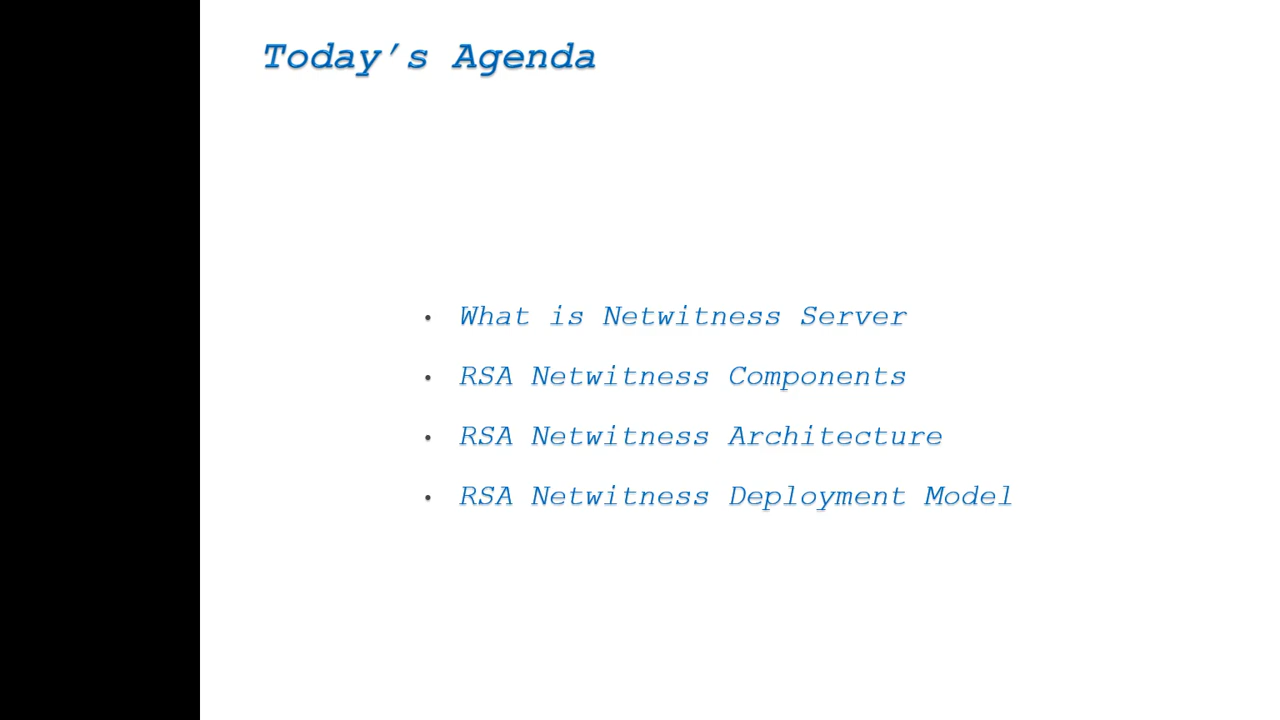 Today’s Agenda
• What is Netwitness Server
• RSA Netwitness Components
• RSA Netwitness Architecture
• RSA Netwitness Deployment Model